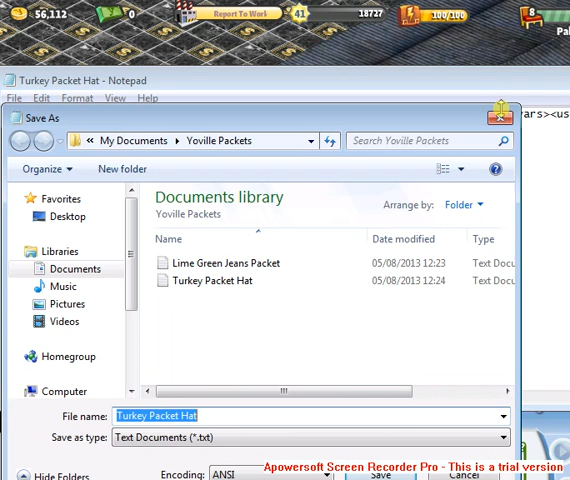 56,112
0
Report To Work
41
18727
100/100
8
Pa
Turkey Packet Hat - Notepad
File Edit Format View Help
Save As
vars><us
« My Documents Yoville Packets
Search Yoville Packets
Organize
New folder
Favorites
Desktop
Libraries
Documents
Music
Pictures
Videos
Homegroup
Computer
Documents library
Yoville Packets
Arrange by: Folder
Name Date modified Type
Lime Green Jeans Packet 05/08/2013 12:23 Text Docu
Turkey Packet Hat 05/08/2013 12:24 Text Docu
File name: Turkey Packet Hat
Save as type: Text Documents (*.txt)
Hide Folders
Encoding: ANSI
Save
Cancel
Apowersoft Screen Recorder Pro - This is a trial version